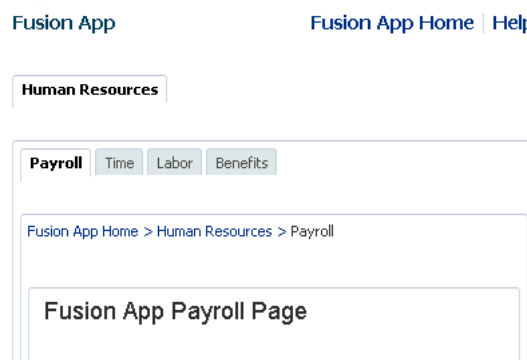 Fusion App Fusion App Home Help
Human Resources
Payroll Time Labor Benefits
Fusion App Home > Human Resources > Payroll
Fusion App Payroll Page